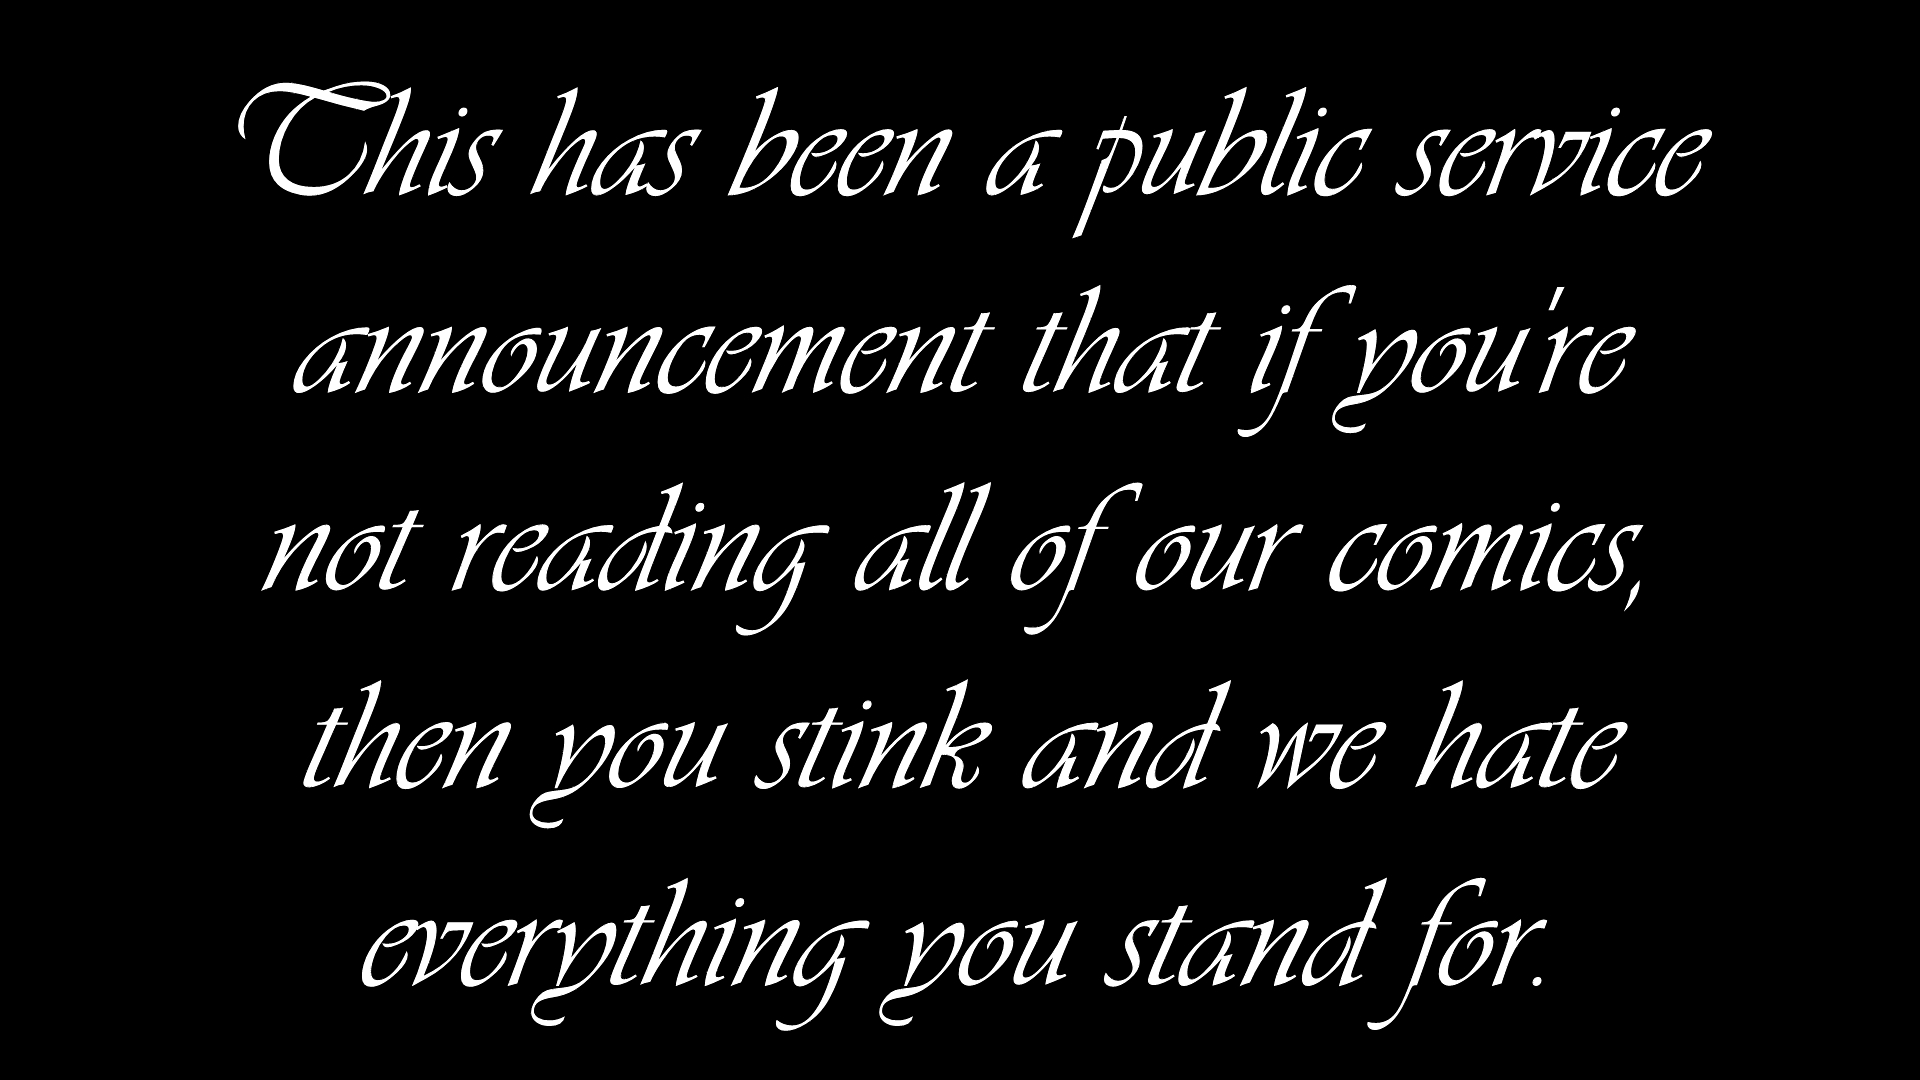 This has been a public service
announcement that if you're
not reading all of our comics,
then you stink and we hate
everything you stand for.